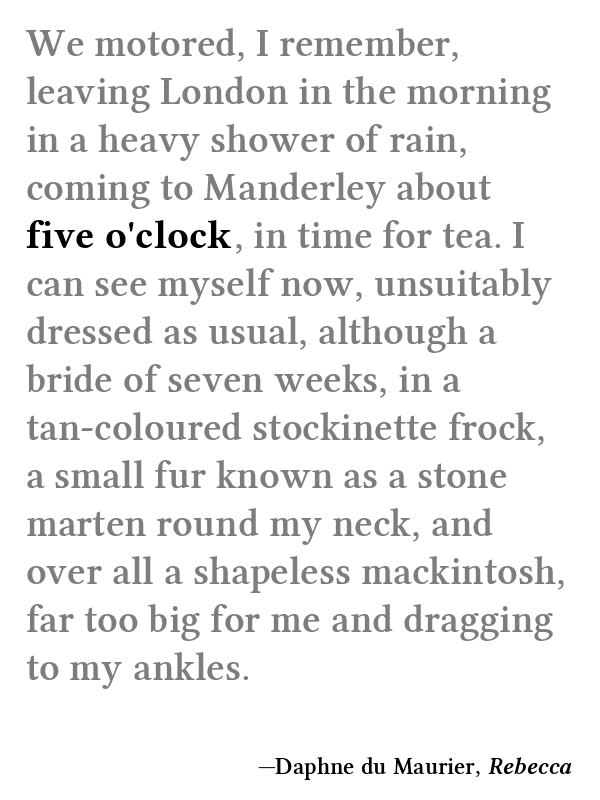 We motored, I remember,
leaving London in the morning
in a heavy shower of rain,
coming to Manderley about
five o'clock, in time for tea. I
can see myself now, unsuitably
dressed as usual, although a
bride of seven weeks, in a
tan-coloured stockinette frock,
a small fur known as a stone
marten round my neck, and
over all a shapeless mackintosh,
far too big for me and dragging
to my ankles.
—Daphne du Maurier, Rebecca